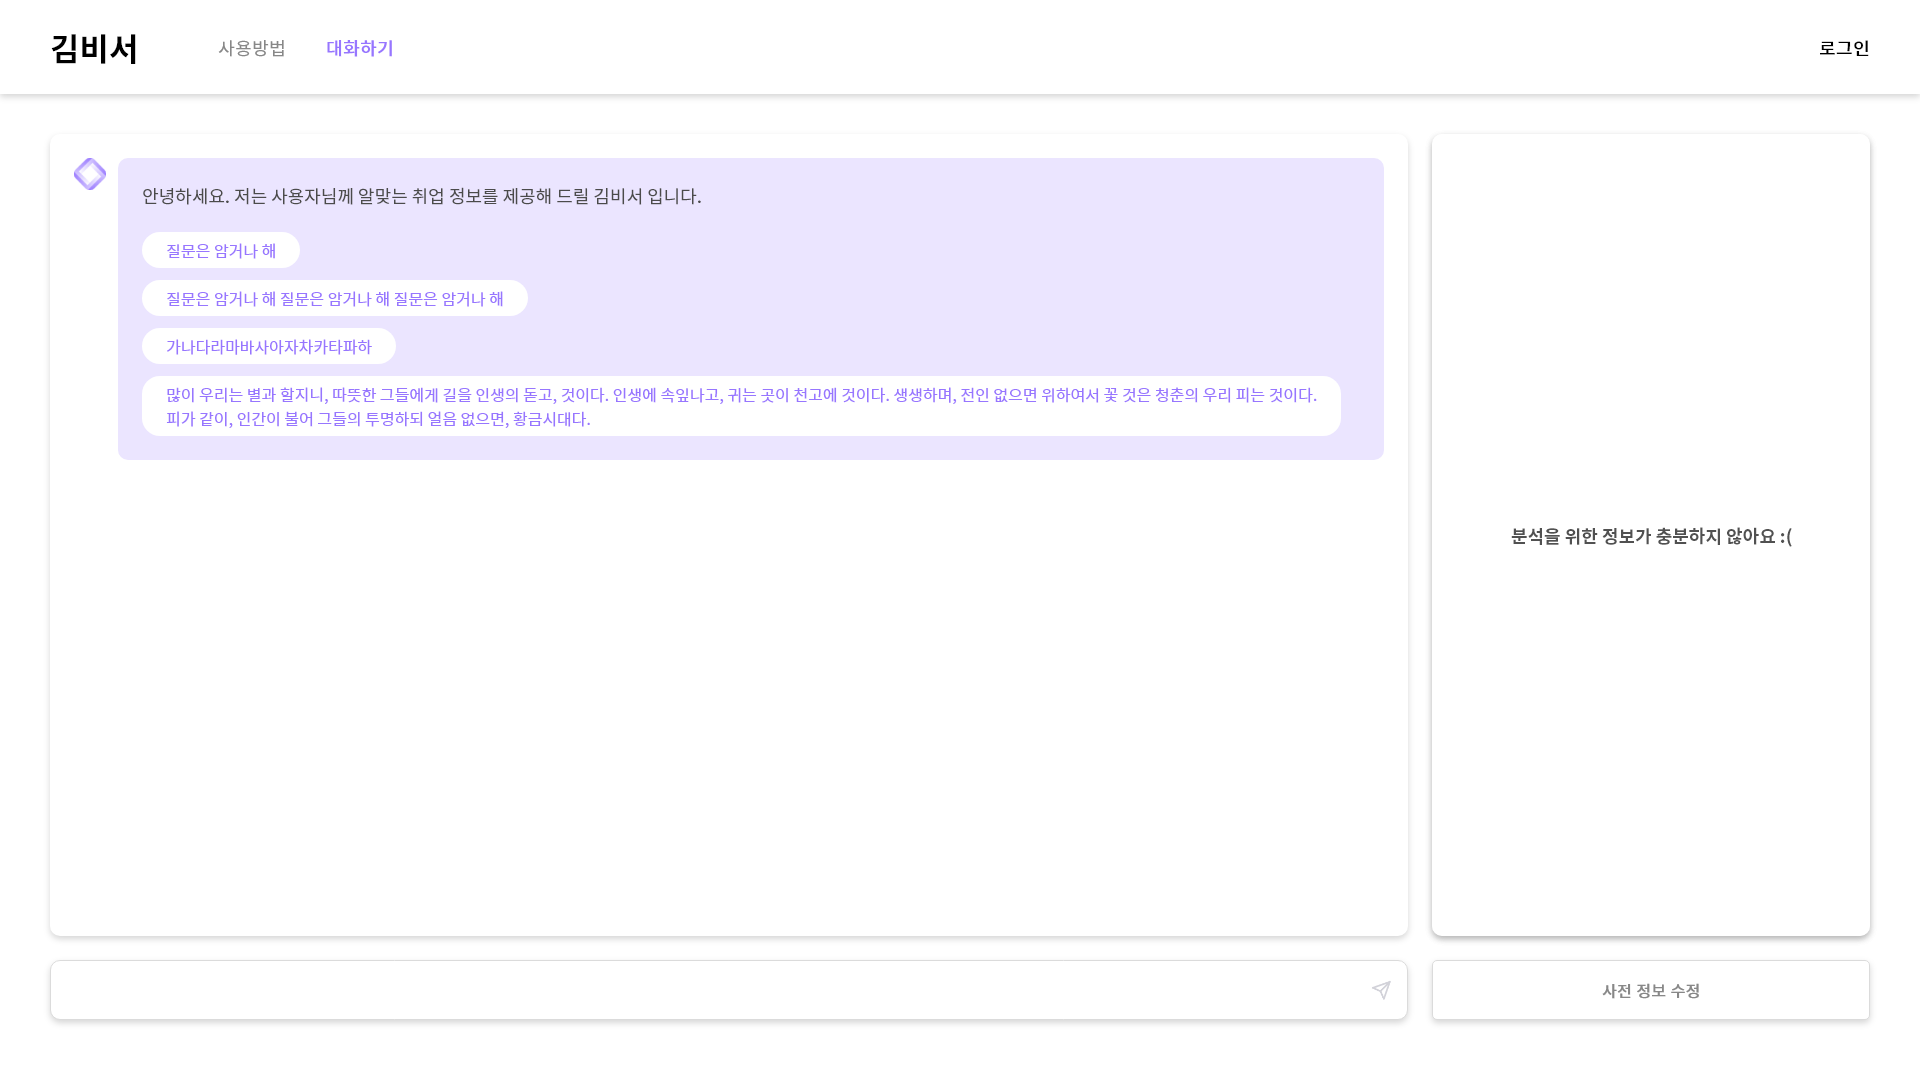 김비서
사용방법
대화하기
로그인
안녕하세요. 저는 사용자님께 알맞는 취업 정보를 제공해 드릴 김비서 입니다.
질문은 암거나 해
질문은 암거나 해 질문은 암거나 해 질문은 암거나 해
가나다라마바사아자차카타파하
많이 우리는 별과 할지니, 따뜻한 그들에게 길을 인생의 돋고, 것이다. 인생에 속잎나고, 귀는 곳이 천고에 것이다. 생생하며, 전인 없으면 위하여서 꽃 것은 청춘의 우리 피는 것이다.
피가 같이, 인간이 불어 그들의 투명하되 얼음 없으면, 황금시대다.
분석을 위한 정보가 충분하지 않아요 :(
사전 정보 수정